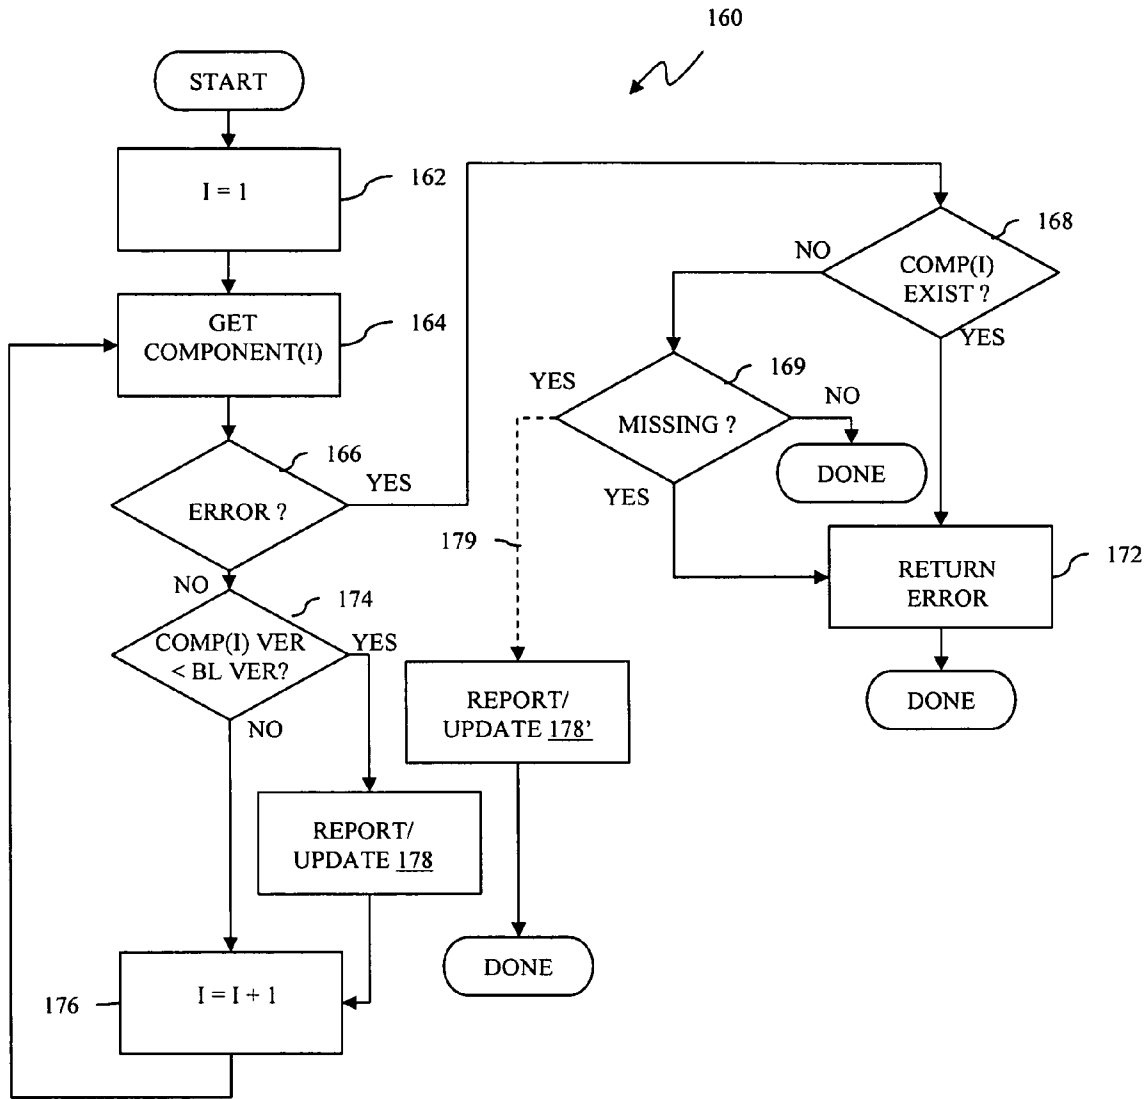 160
START
I = 1
162
168
NO
COMP(I)
EXIST ?
YES
GET
COMPONENT(I)
164
169
YES
NO
MISSING ?
DONE
YES
166
YES
ERROR ?
NO
179
172
RETURN
ERROR
174
COMP(I) VER
< BL VER?
YES
NO
DONE
REPORT/
UPDATE 178'
REPORT/
UPDATE 178
DONE
I = I + 1
176